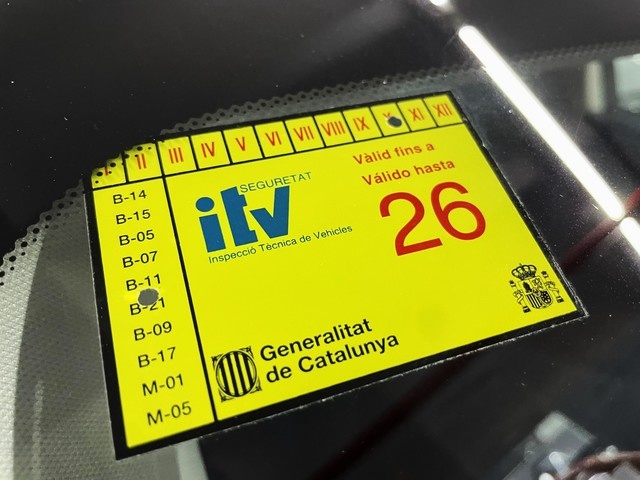 I II III IV V VI VII VIII IX X XI XII
B-14
B-15
B-05
B-07
B-11
B-21
B-09
B-17
M-01
M-05
SEGURETAT
itv
Inspecció Tècnica de Vehicles
Vàlid fins a
Válido hasta
26
Generalitat
de Catalunya